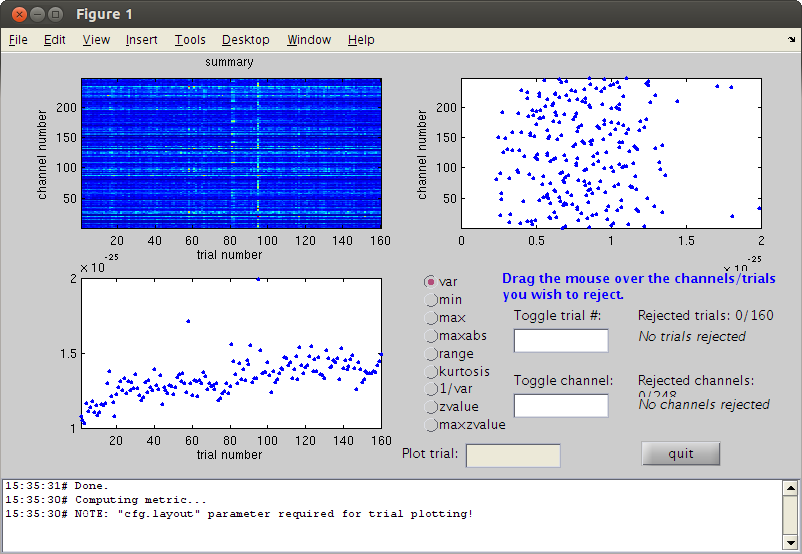 Figure 1
File Edit View Insert Tools Desktop Window Help
summary
channel number
200
150
100
50
20 40 60 80 100 120 140 160
trial number
channel number
200
150
100
50
0 0.5 1 1.5 2
x 10 -25
x 10 -25
2
1.5
1
20 40 60 80 100 120 140 160
trial number
var
min
max
maxabs
range
kurtosis
1/var
zvalue
maxzvalue
Drag the mouse over the channels/trials
you wish to reject.
Toggle trial #:
Rejected trials: 0/160
No trials rejected
Toggle channel:
Rejected channels:
0/248
No channels rejected
Plot trial:
quit
15:35:31# Done.
15:35:30# Computing metric...
15:35:30# NOTE: "cfg.layout" parameter required for trial plotting!